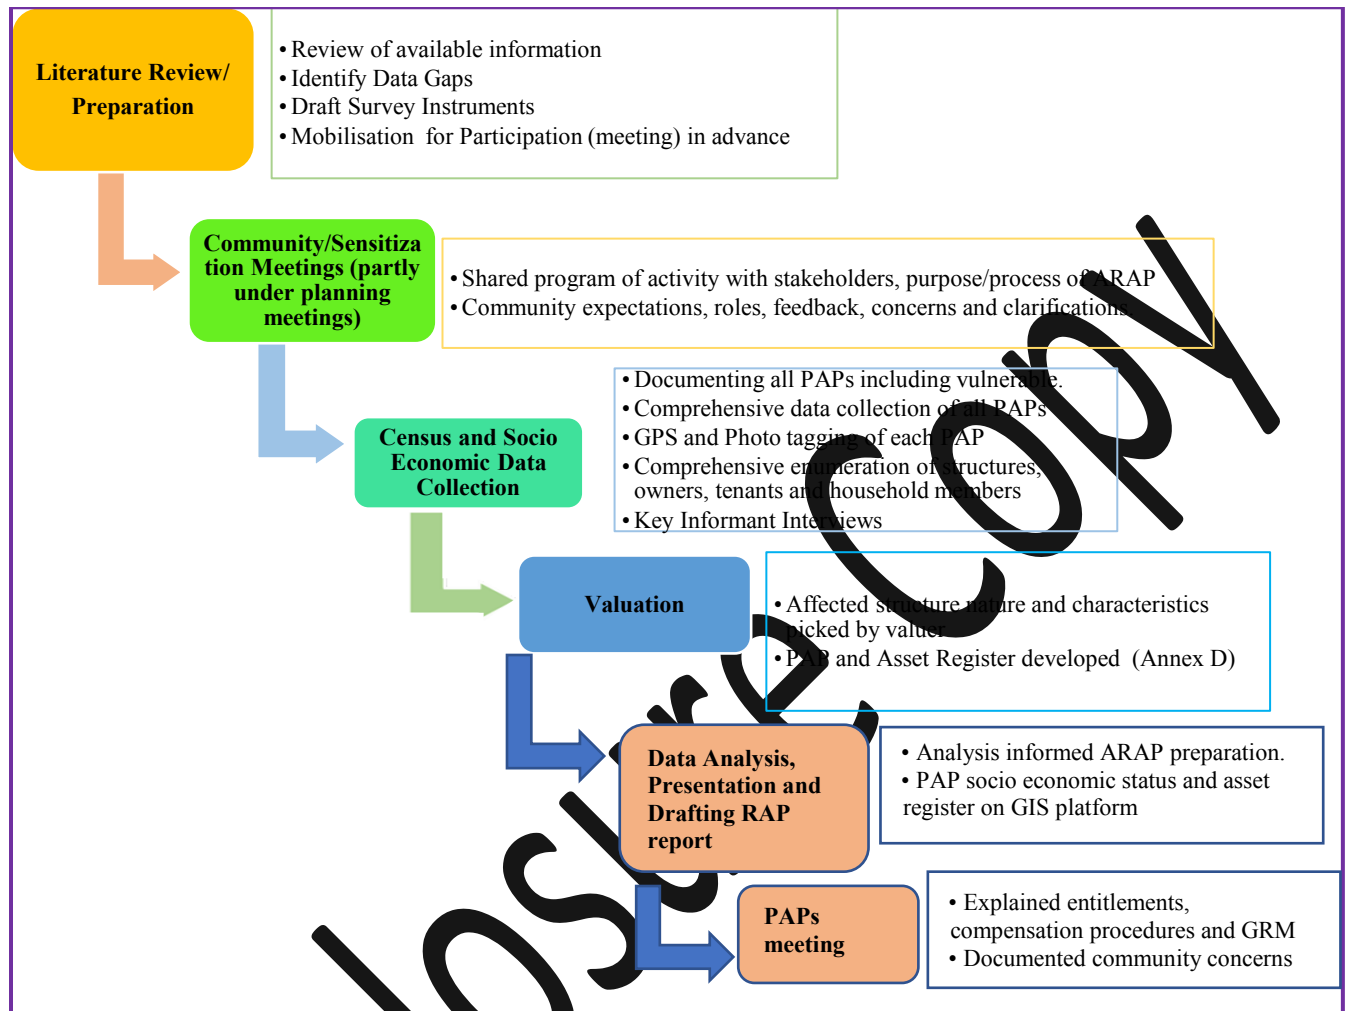 Literature Review/
Preparation
• Review of available information
• Identify Data Gaps
• Draft Survey Instruments
• Mobilisation for Participation (meeting) in advance
Community/Sensitiza
tion Meetings (partly
under planning
meetings)
• Shared program of activity with stakeholders, purpose/process of ARAP
• Community expectations, roles, feedback, concerns and clarifications.
Census and Socio
Economic Data
Collection
• Documenting all PAPs including vulnerable.
• Comprehensive data collection of all PAPs
• GPS and Photo tagging of each PAP
• Comprehensive enumeration of structures,
owners, tenants and household members
• Key Informant Interviews
Valuation
• Affected structure nature and characteristics
picked by valuer
• PAP and Asset Register developed (Annex D)
Data Analysis,
Presentation and
Drafting RAP
report
• Analysis informed ARAP preparation.
• PAP socio economic status and asset
register on GIS platform
PAPs
meeting
• Explained entitlements,
compensation procedures and GRM
• Documented community concerns
losure Copy